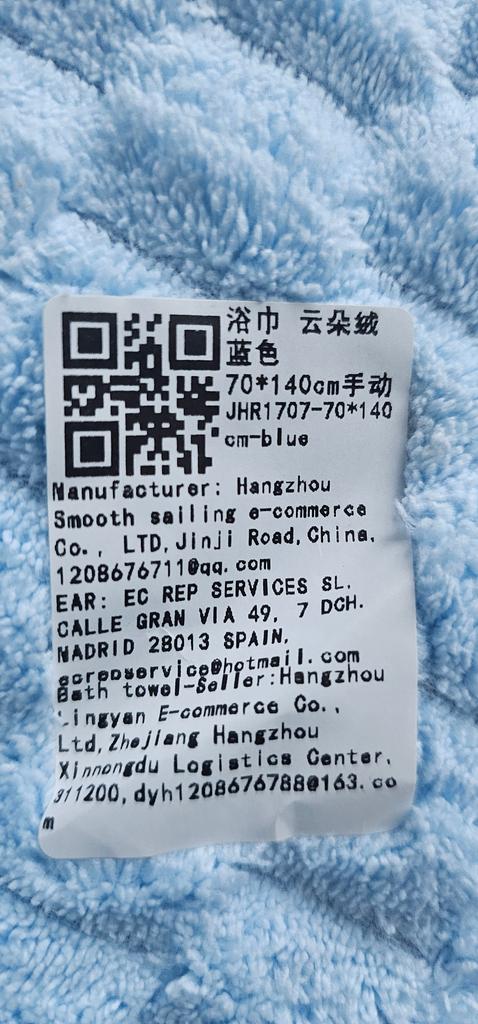 浴巾 云朵绒
蓝色
70*140cm手动
JHR1707-70*140
cm-blue
Manufacturer: Hangzhou
Smooth sailing e-commerce
Co., LTD,Jinji Road,China,
1208676711@qq.com
EAR: EC REP SERVICES SL.
CALLE GRAN VIA 49, 7 DCH.
MADRID 28013 SPAIN,
ecrepservice@hotmail.com
Bath towel-Seller:Hangzhou
Lingyan E-commerce Co.,
Ltd,Zhejiang Hangzhou
Xinnongdu Logistics Center,
311200,dyh1208676788@163.co
m